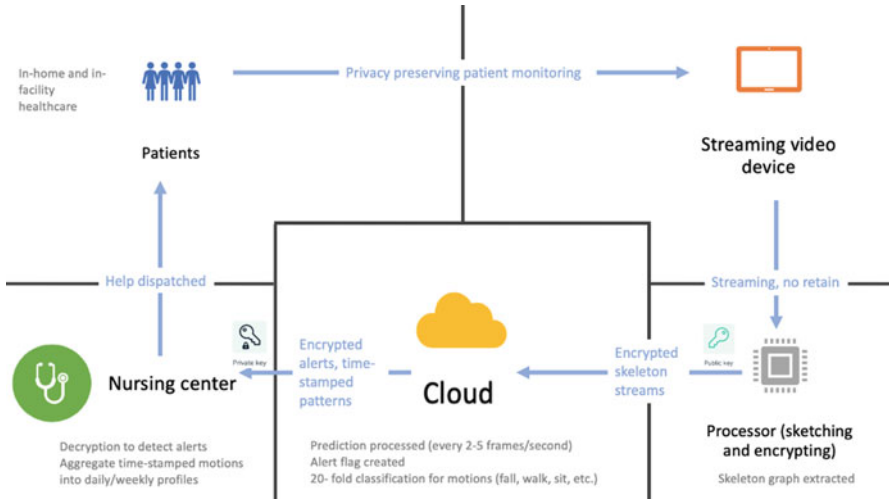 In-home and in-
facility
healthcare
Patients
Privacy preserving patient monitoring
Streaming video
device
Help dispatched
Streaming, no retain
Private key
Nursing center
Encrypted
alerts, time-
stamped
patterns
Cloud
Encrypted
skeleton
streams
Public key
Processor (sketching
and encrypting)
Skeleton graph extracted
Decryption to detect alerts
Aggregate time-stamped motions
into daily/weekly profiles
Prediction processed (every 2-5 frames/second)
Alert flag created
20- fold classification for motions (fall, walk, sit, etc.)